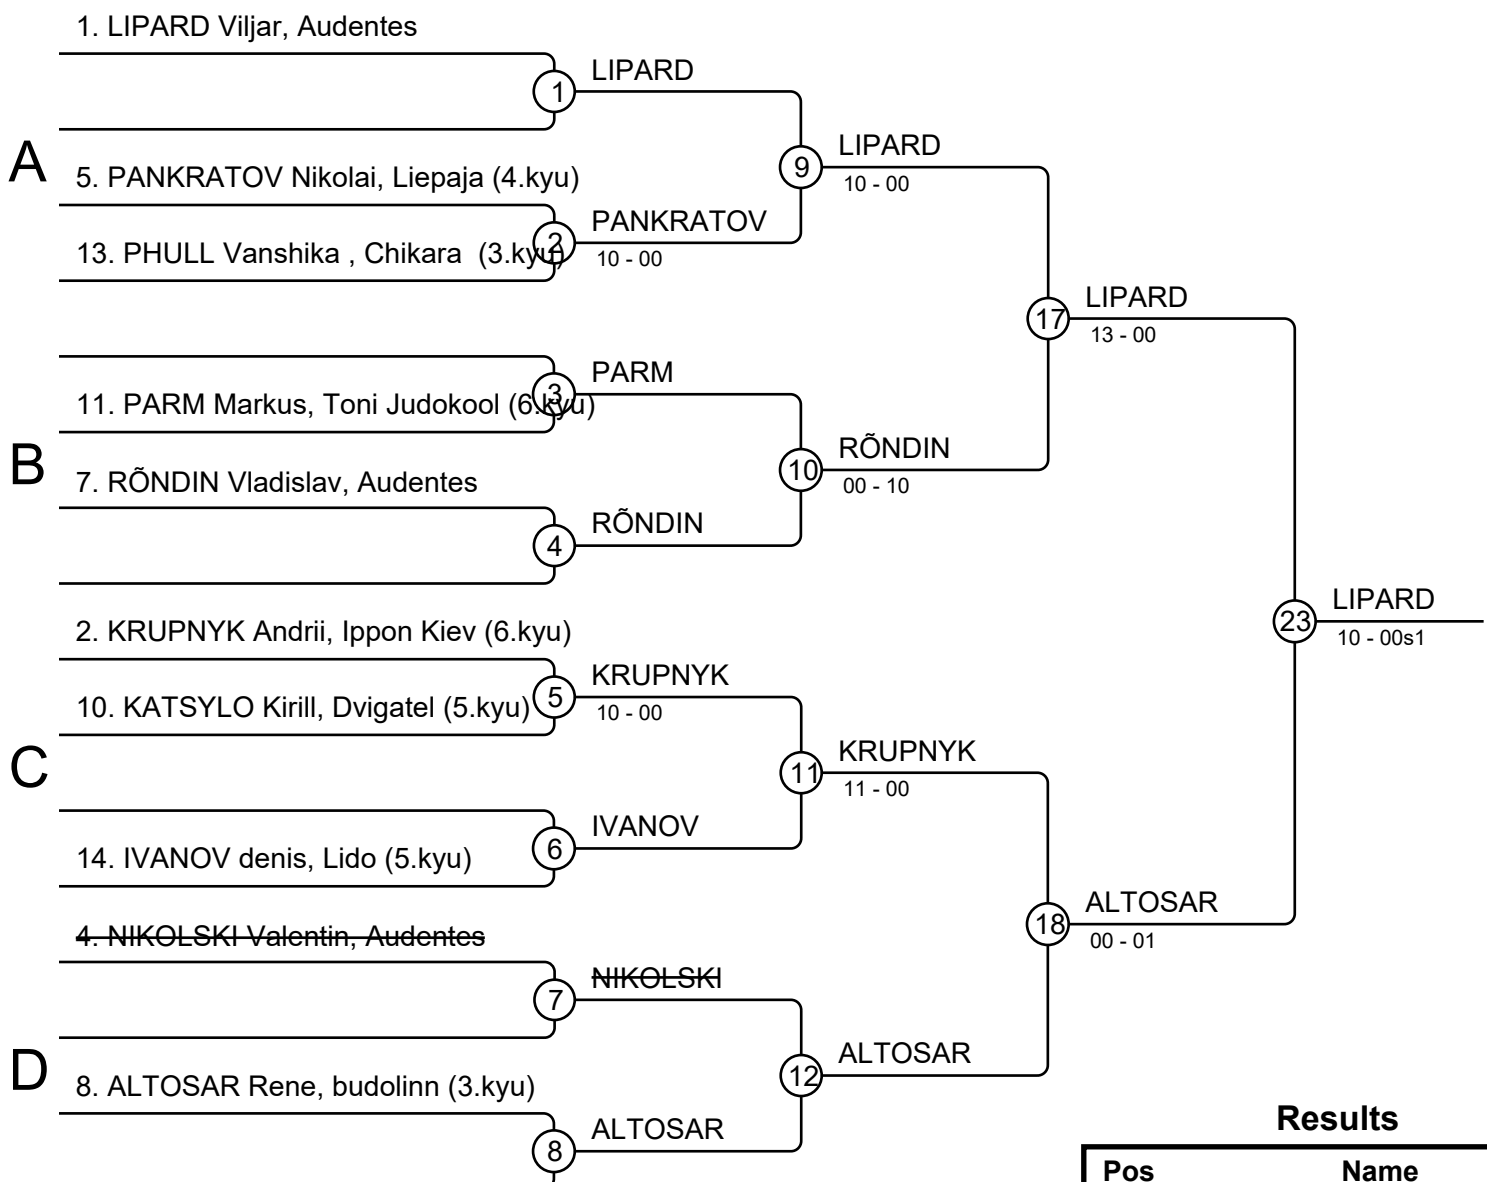 1. LIPARD Viljar, Audentes
LIPARD
1
LIPARD
10 - 00
9
A
5. PANKRATOV Nikolai, Liepaja (4.kyu)
PANKRATOV
10 - 00
2
13. PHULL Vanshika , Chikara  (3.kyu)
LIPARD
13 - 00
17
PARM
3
11. PARM Markus, Toni Judokool (6.kyu)
B
RÕNDIN
00 - 10
10
7. RÕNDIN Vladislav, Audentes
RÕNDIN
4
LIPARD
10 - 00s1
23
2. KRUPNYK Andrii, Ippon Kiev (6.kyu)
KRUPNYK
10 - 00
5
10. KATSYLO Kirill, Dvigatel (5.kyu)
C
KRUPNYK
11 - 00
11
IVANOV
6
14. IVANOV denis, Lido (5.kyu)
ALTOSAR
00 - 01
18
4. NIKOLSKI Valentin, Audentes
NIKOLSKI
7
D
ALTOSAR
12
8. ALTOSAR Rene, budolinn (3.kyu)
ALTOSAR
8
Results
Pos Name